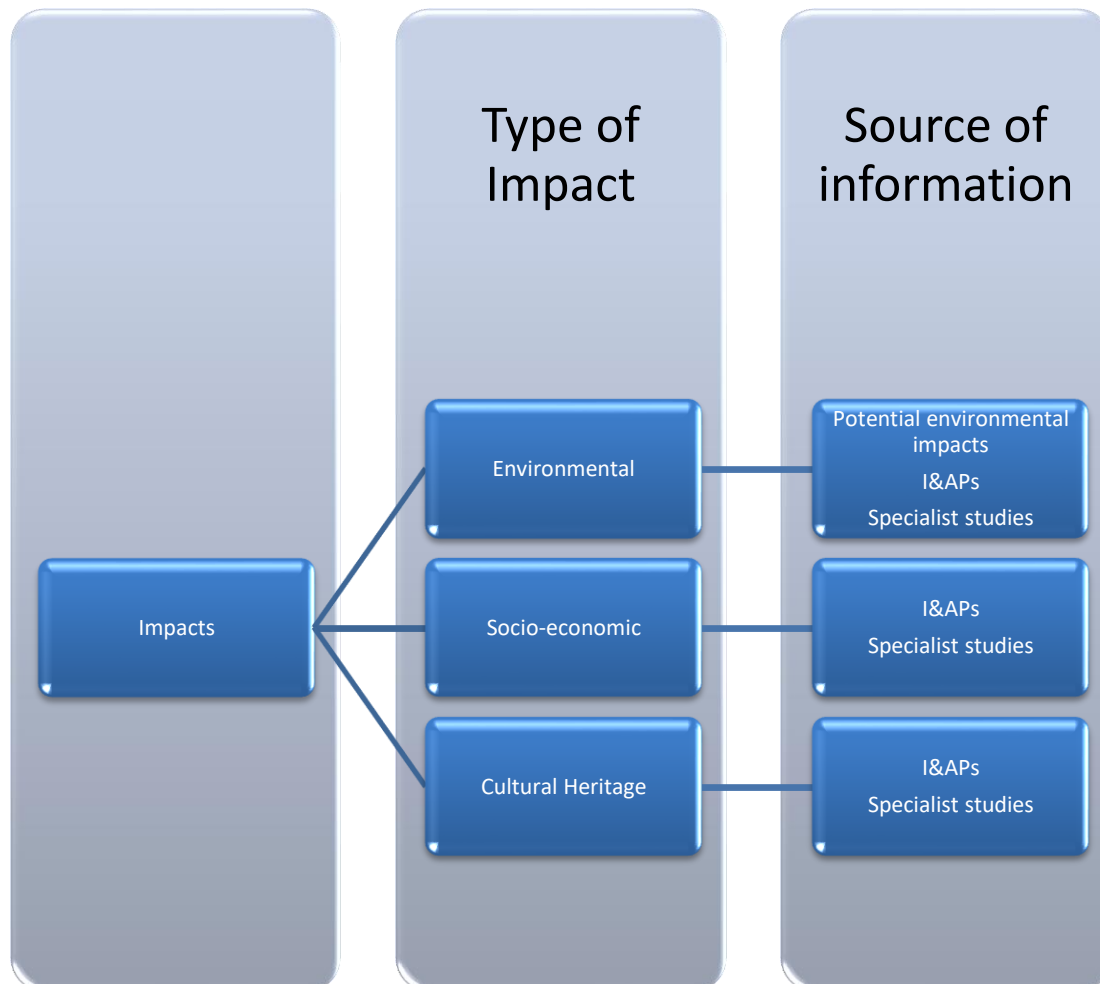 Type of
Impact
Source of
information
Impacts
Environmental
Socio-economic
Cultural Heritage
Potential environmental
impacts
I&APs
Specialist studies
I&APs
Specialist studies
I&APs
Specialist studies